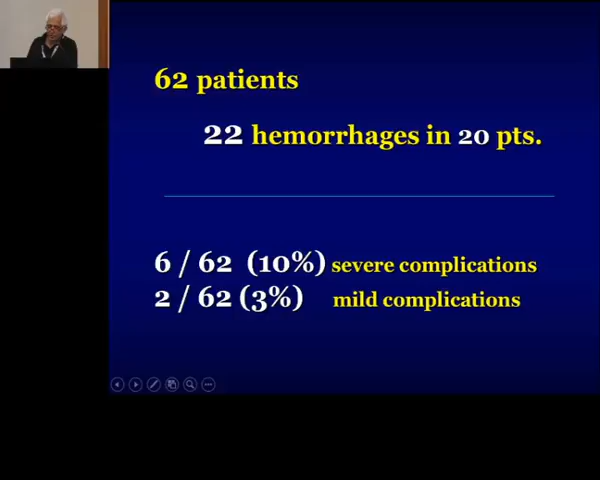 62 patients
22 hemorrhages in 20 pts.
6 / 62 (10%) severe complications
2 / 62 (3%) mild complications